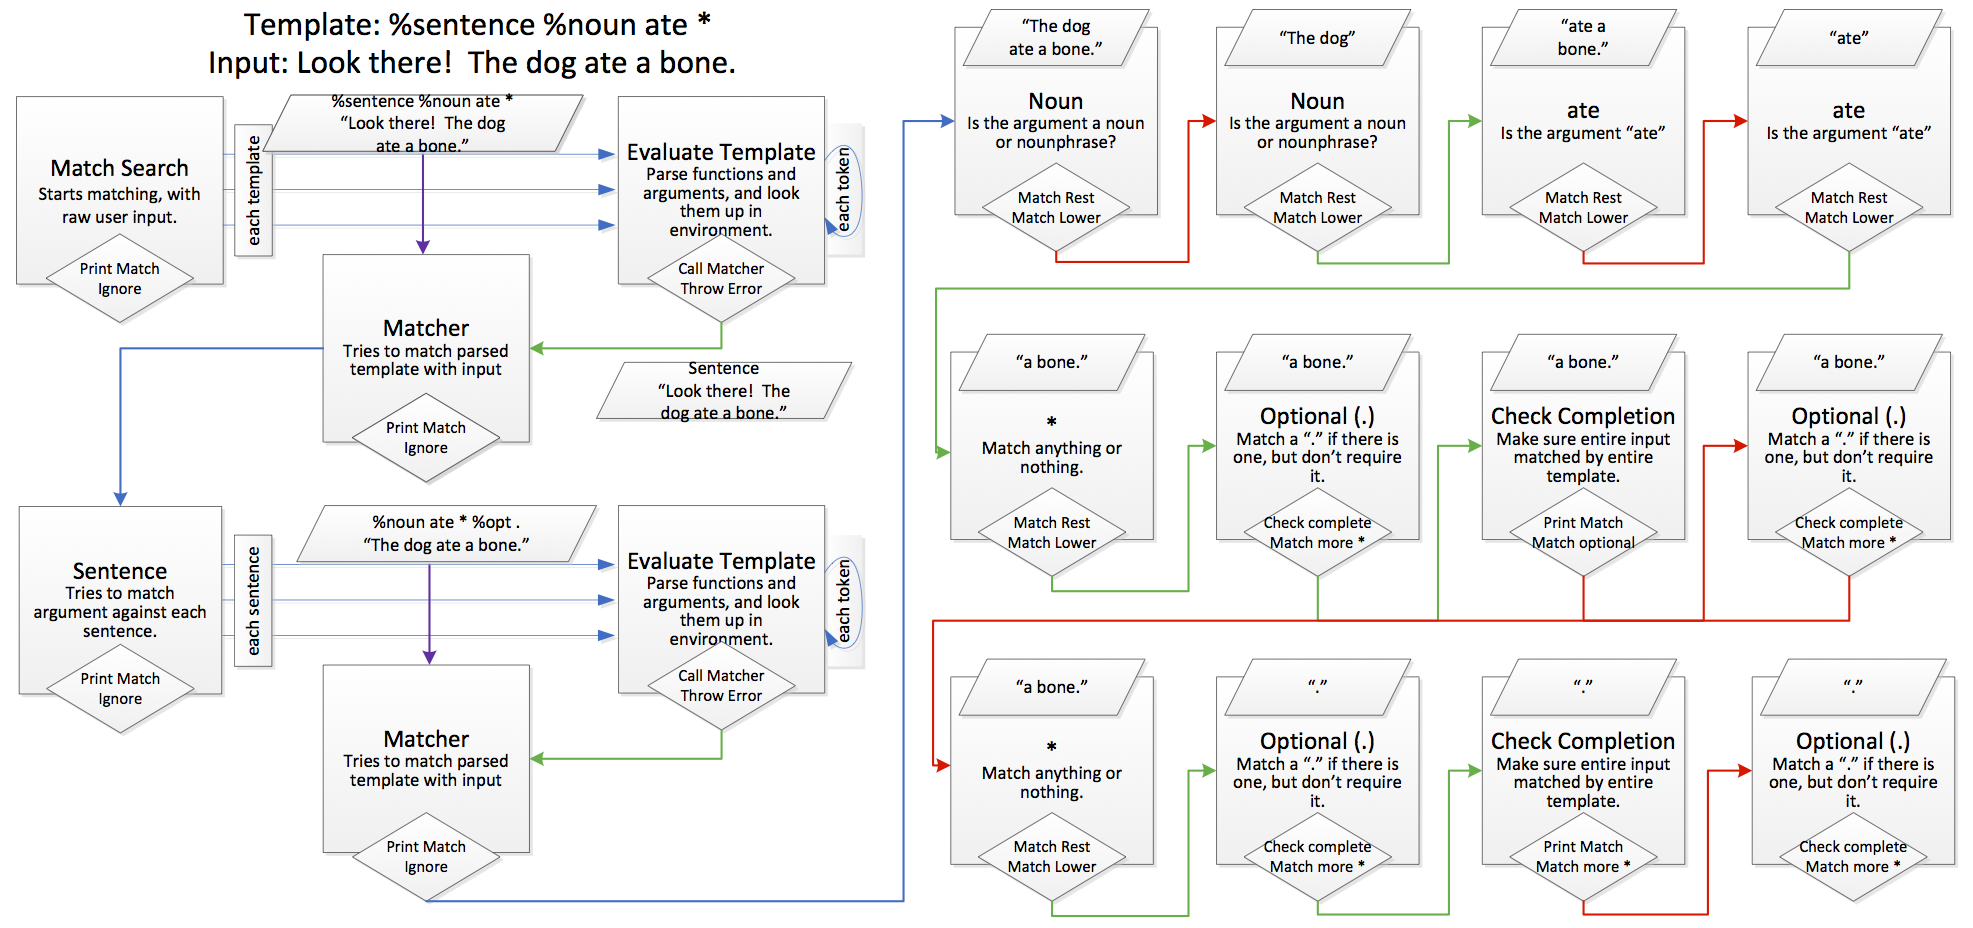 Template: %sentence %noun ate *
Input: Look there!  The dog ate a bone.
%sentence %noun ate *
“Look there!  The dog
ate a bone.”
Match Search
Starts matching, with
raw user input.
Print Match
Ignore
each template
Evaluate Template
Parse functions and
arguments, and look
them up in
environment.
Call Matcher
Throw Error
each token
Matcher
Tries to match parsed
template with input
Print Match
Ignore
Sentence
“Look there!  The
dog ate a bone.”
Sentence
Tries to match
argument against each
sentence.
Print Match
Ignore
each sentence
%noun ate * %opt .
“The dog ate a bone.”
Evaluate Template
Parse functions and
arguments, and look
them up in
environment.
Call Matcher
Throw Error
each token
Matcher
Tries to match parsed
template with input
Print Match
Ignore
“The dog
ate a bone.”
Noun
Is the argument a noun
or nounphrase?
Match Rest
Match Lower
“The dog”
Noun
Is the argument a noun
or nounphrase?
Match Rest
Match Lower
“ate a
bone.”
ate
Is the argument “ate”
Match Rest
Match Lower
“ate”
ate
Is the argument “ate”
Match Rest
Match Lower
“a bone.”
*
Match anything or
nothing.
Match Rest
Match Lower
“a bone.”
Optional (.)
Match a “.” if there is
one, but don’t require
it.
Check complete
Match more *
“a bone.”
Check Completion
Make sure entire input
matched by entire
template.
Print Match
Match optional
“a bone.”
Optional (.)
Match a “.” if there is
one, but don’t require
it.
Check complete
Match more *
“a bone.”
*
Match anything or
nothing.
Match Rest
Match Lower
“.”
Optional (.)
Match a “.” if there is
one, but don’t require
it.
Check complete
Match more *
“.”
Check Completion
Make sure entire input
matched by entire
template.
Print Match
Match more *
“.”
Optional (.)
Match a “.” if there is
one, but don’t require
it.
Check complete
Match more *